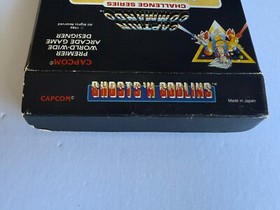 CAPCOM®
PREMIER
WORLD-WIDE
ARCADE GAME
DESIGNER
CAPTAIN
COMMANDO
CHALLENGE SERIES
CAPCOM®
GHOSTS 'N GOBLINS
Made in Japan